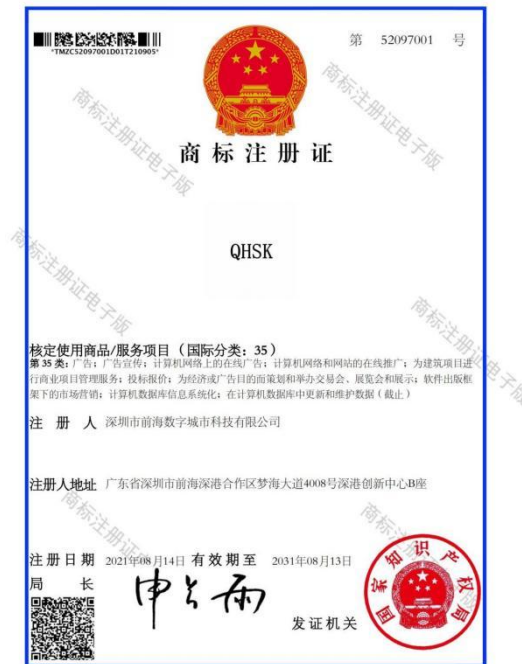 *TMZC52097001D01T210905*
第 52097001 号
商标注册证
QHSK
核定使用商品/服务项目（国际分类：35）
第35类：广告；广告宣传；计算机网络上的在线广告；计算机网络和网站的在线推广；为建筑项目进
行商业项目管理服务；投标报价；为经济或广告目的而策划和举办交易会、展览会和展示；软件出版框
架下的市场营销；计算机数据库信息系统化；在计算机数据库中更新和维护数据（截止）
注 册 人 深圳市前海数字城市科技有限公司
注册人地址 广东省深圳市前海深港合作区梦海大道4008号深港创新中心B座
注册日期 2021年08月14日 有效期至 2031年08月13日
局 长 申长雨
发证机关
国家知识产权局
商标注册证电子版
商标注册证电子版
商标注册证电子版
商标注册证电子版
商标注册证电子版
商标注册证电子版